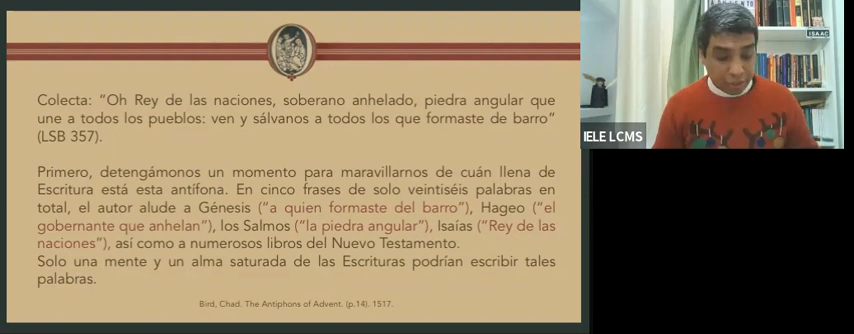 Colecta: “Oh Rey de las naciones, soberano anhelado, piedra angular que
une a todos los pueblos: ven y sálvanos a todos los que formaste de barro”
(LSB 357).
Primero, detengámonos un momento para maravillarnos de cuán llena de
Escritura está esta antífona. En cinco frases de solo veintiséis palabras en
total, el autor alude a Génesis (“a quien formaste del barro”), Hageo (“el
gobernante que anhelan”), los Salmos (“la piedra angular”), Isaías (“Rey de las
naciones”), así como a numerosos libros del Nuevo Testamento.
Solo una mente y un alma saturada de las Escrituras podrían escribir tales
palabras.
Bird, Chad. The Antiphons of Advent. (p.14). 1517.
ISAAC
IELE LCMS